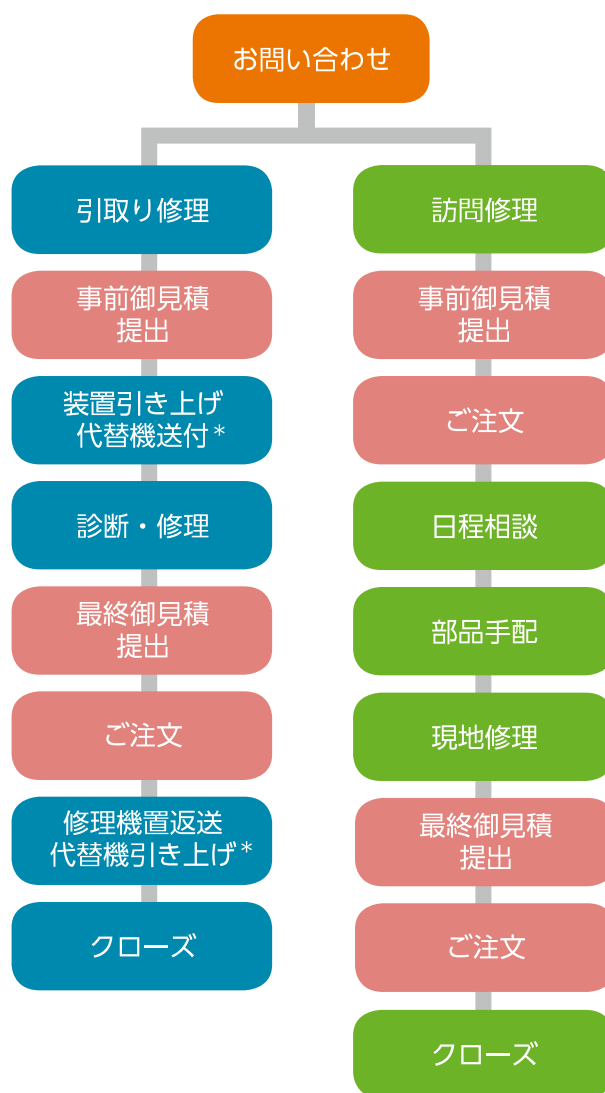 お問い合わせ
引取り修理
事前御見積
提出
装置引き上げ
代替機送付*
診断・修理
最終御見積
提出
ご注文
修理機置返送
代替機引き上げ*
クローズ
訪問修理
事前御見積
提出
ご注文
日程相談
部品手配
現地修理
最終御見積
提出
ご注文
クローズ